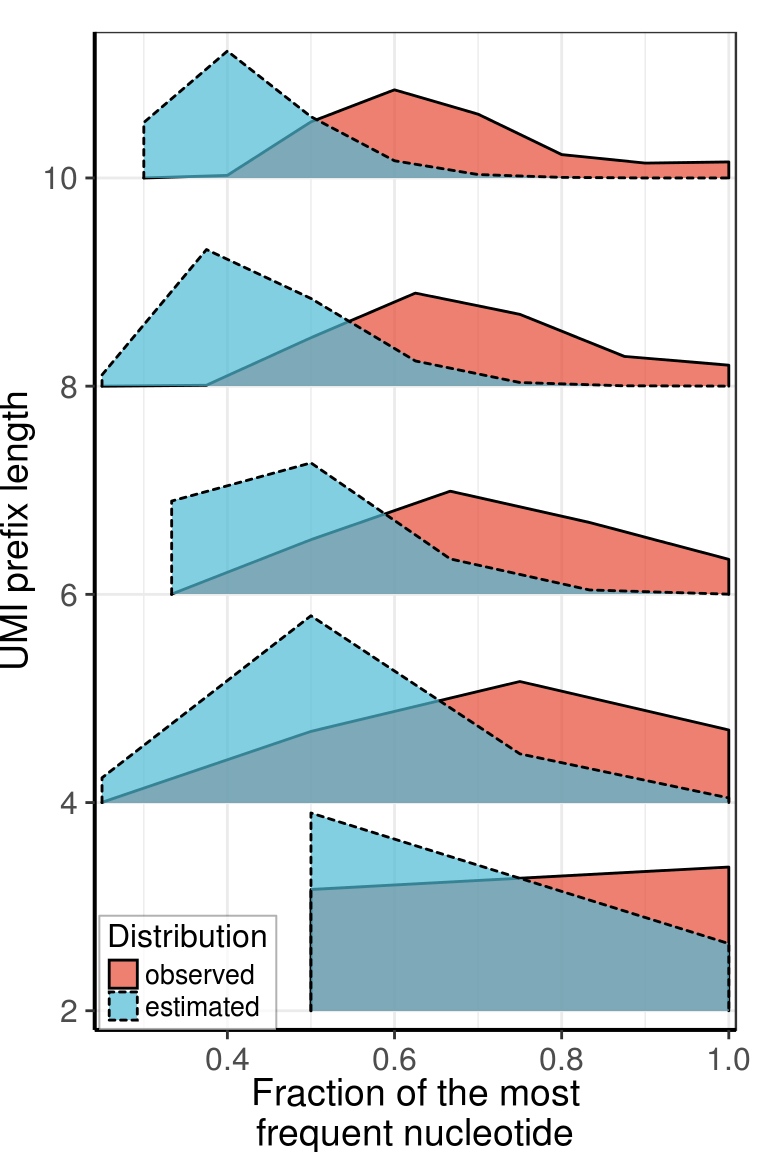 10
8
6
4
2
UMI prefix length
Distribution
observed
estimated
0.4 0.6 0.8 1.0
Fraction of the most
frequent nucleotide